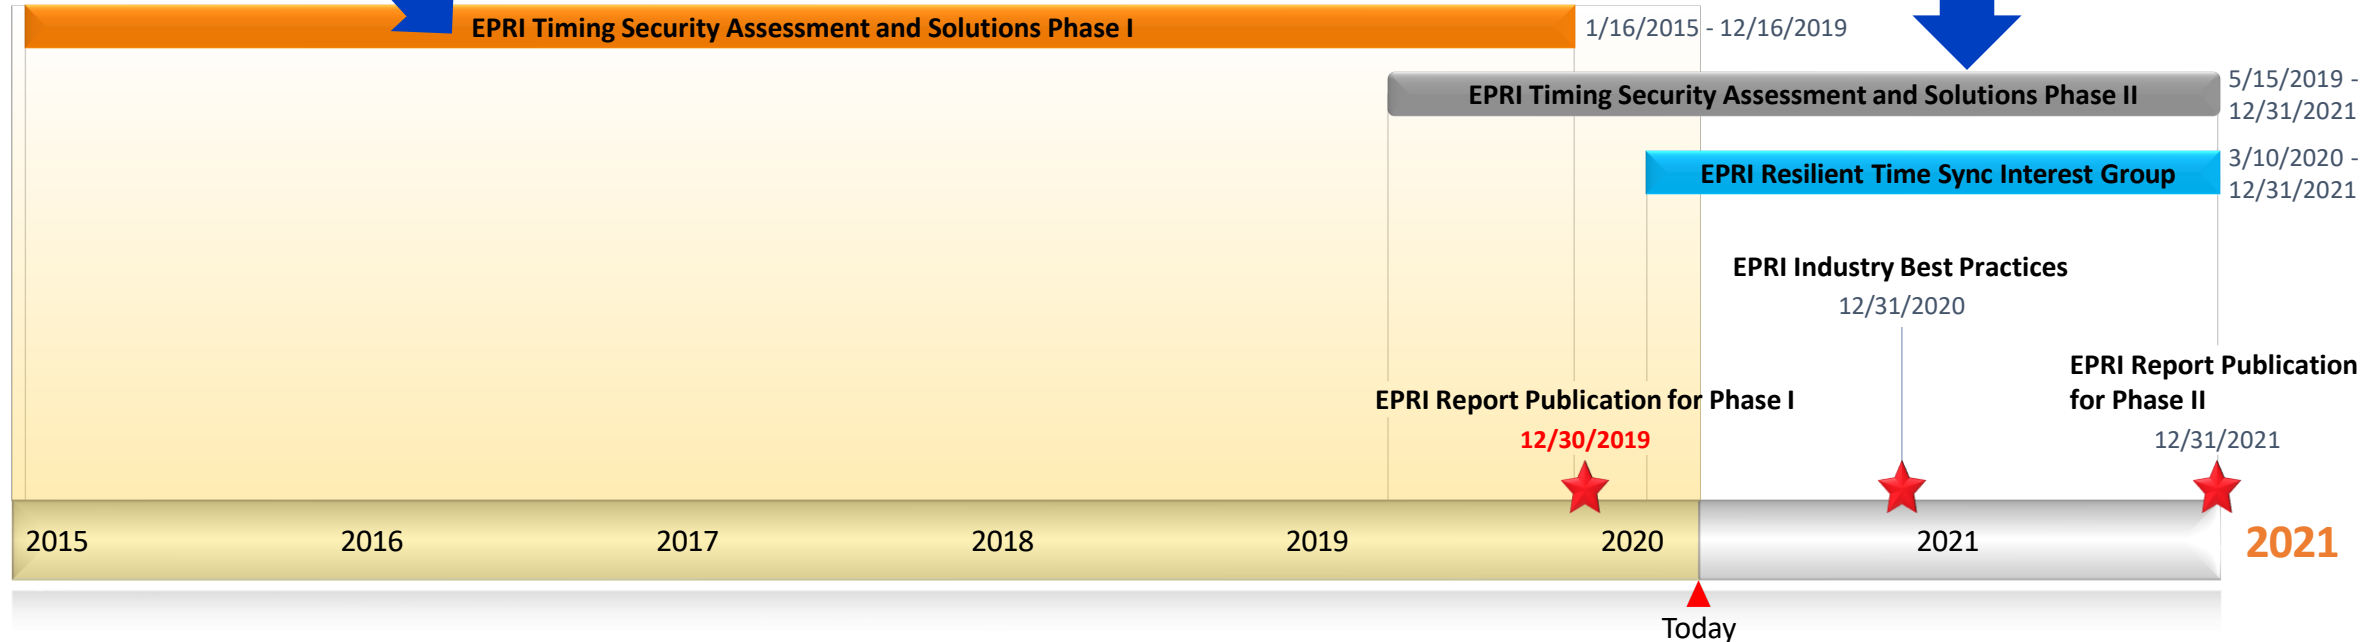 EPRI Timing Security Assessment and Solutions Phase I
1/16/2015 - 12/16/2019
EPRI Timing Security Assessment and Solutions Phase II
5/15/2019 -
12/31/2021
EPRI Resilient Time Sync Interest Group
3/10/2020 -
12/31/2021
EPRI Industry Best Practices
12/31/2020
EPRI Report Publication for Phase I
12/30/2019
EPRI Report Publication
for Phase II
12/31/2021
2015 2016 2017 2018 2019 2020 2021 2021
Today